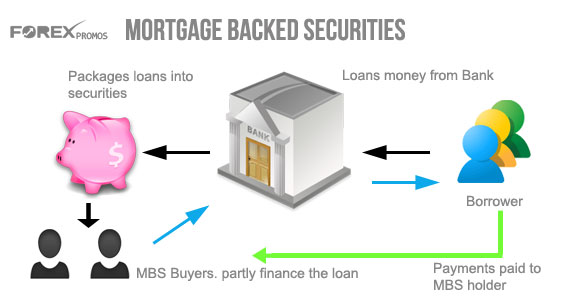 FOREX PROMOS
MORTGAGE BACKED SECURITIES
Packages loans into
securities
Loans money from Bank
$
BANK
Borrower
MBS Buyers. partly finance the loan
Payments paid to
MBS holder